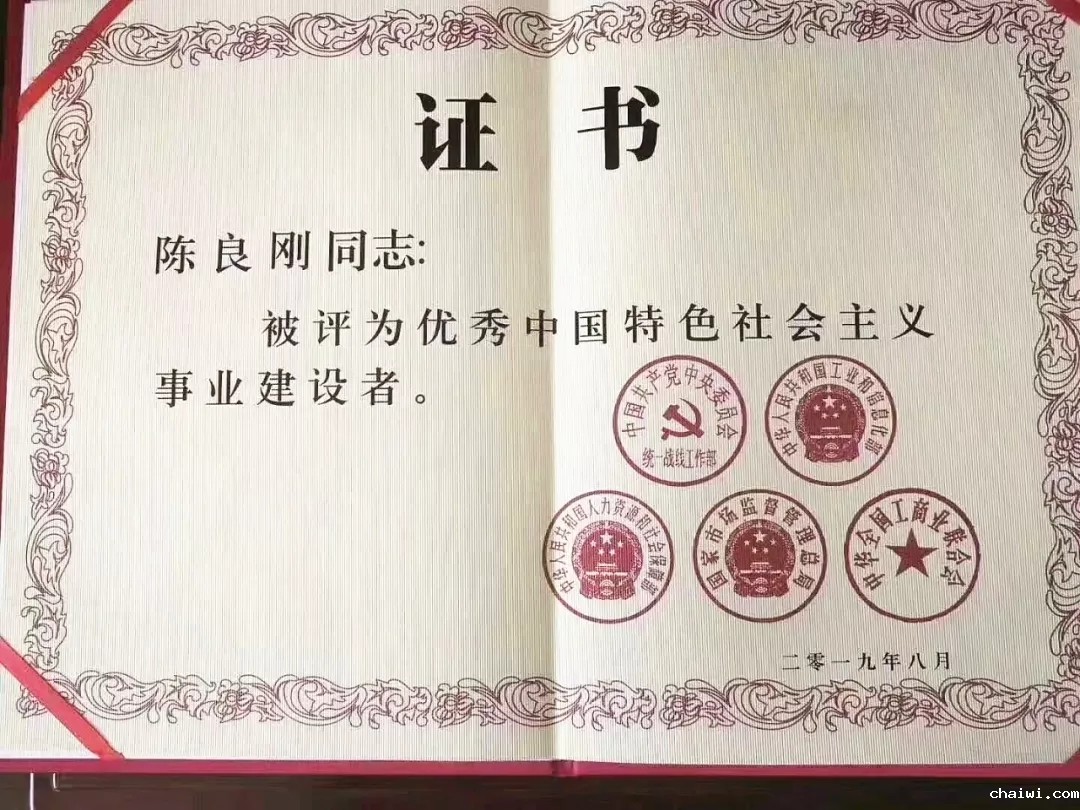 证书
陈良刚同志:
被评为优秀中国特色社会主义
事业建设者。
中国共产党中央委员会
统一战线工作部
中华人民共和国工业和信息化部
中华人民共和国人力资源和社会保障部
国家市场监督管理总局
中华全国工商业联合会
二零一九年八月
chaiwi.com